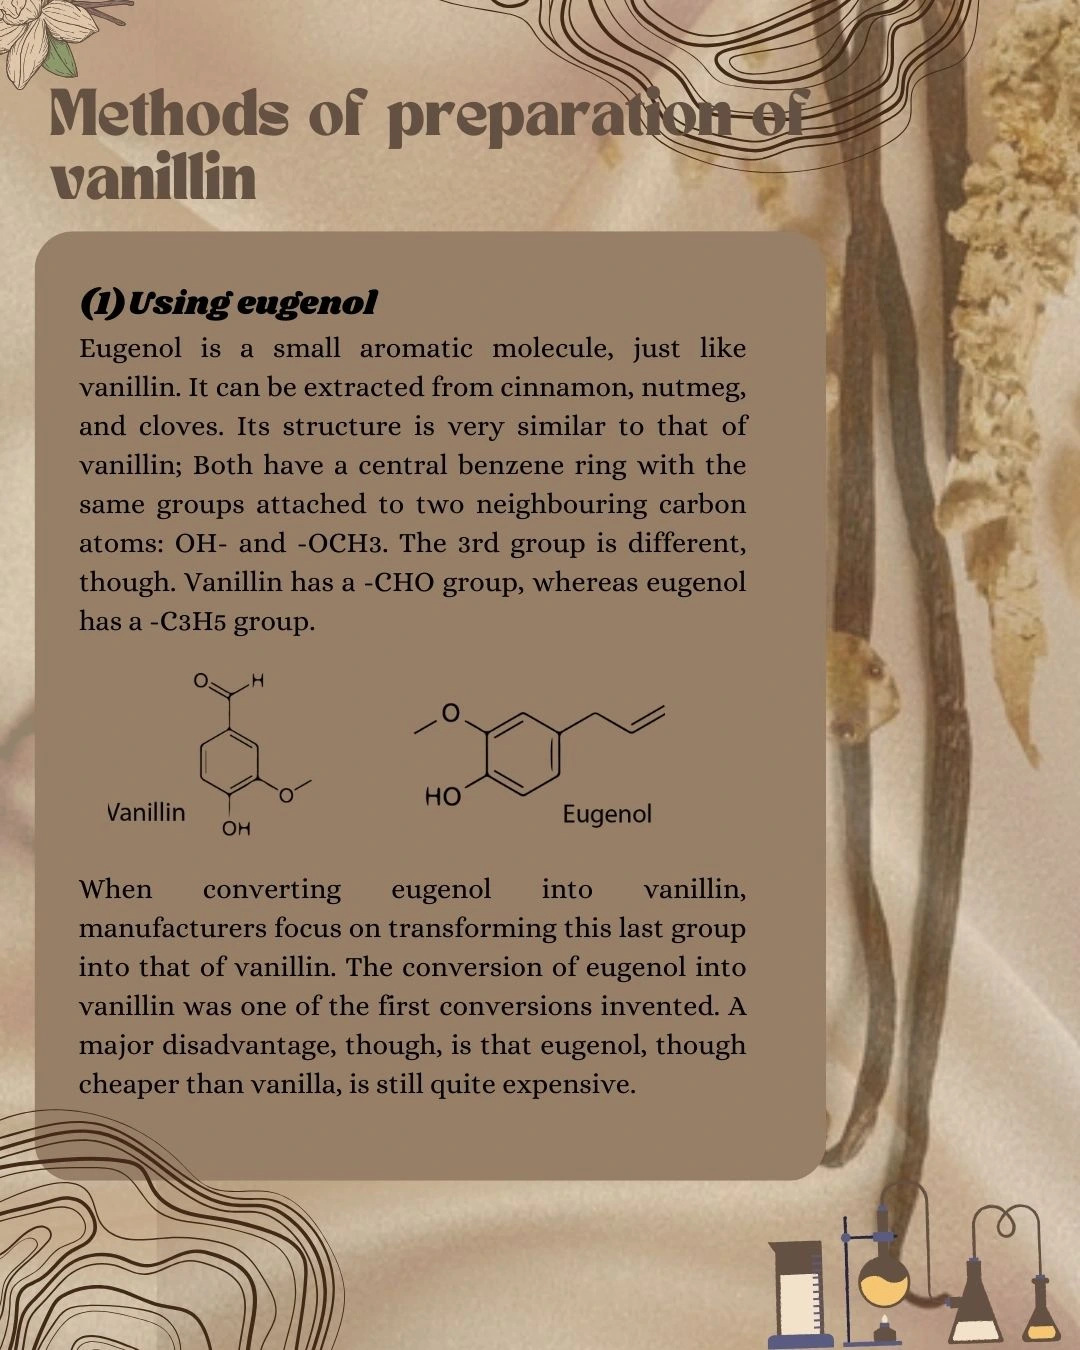 Methods of preparation of
vanillin
(1)Using eugenol
Eugenol is a small aromatic molecule, just like
vanillin. It can be extracted from cinnamon, nutmeg,
and cloves. Its structure is very similar to that of
vanillin; Both have a central benzene ring with the
same groups attached to two neighbouring carbon
atoms: OH- and -OCH3. The 3rd group is different,
though. Vanillin has a -CHO group, whereas eugenol
has a -C3H5 group.
O H
O
OH
Vanillin
O
HO
Eugenol
When converting eugenol into vanillin,
manufacturers focus on transforming this last group
into that of vanillin. The conversion of eugenol into
vanillin was one of the first conversions invented. A
major disadvantage, though, is that eugenol, though
cheaper than vanilla, is still quite expensive.